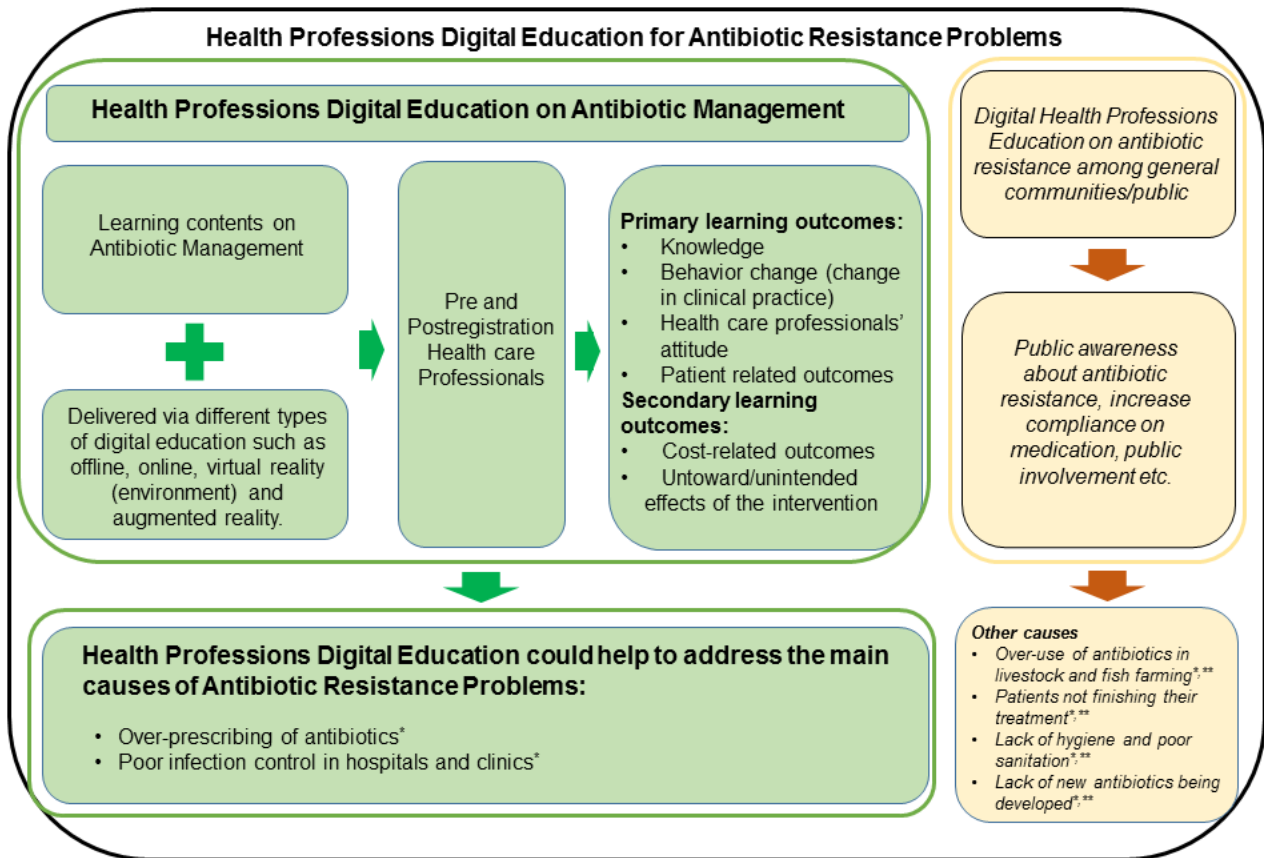 Health Professions Digital Education for Antibiotic Resistance Problems
Health Professions Digital Education on Antibiotic Management
Learning contents on
Antibiotic Management
Delivered via different types
of digital education such as
offline, online, virtual reality
(environment) and
augmented reality.
Pre and
Postregistration
Health care
Professionals
Primary learning outcomes:
• Knowledge
• Behavior change (change
in clinical practice)
• Health care professionals’
attitude
• Patient related outcomes
Secondary learning
outcomes:
• Cost-related outcomes
• Untoward/unintended
effects of the intervention
Health Professions Digital Education could help to address the main
causes of Antibiotic Resistance Problems:
• Over-prescribing of antibiotics*
• Poor infection control in hospitals and clinics*
Digital Health Professions
Education on antibiotic
resistance among general
communities/public
Public awareness
about antibiotic
resistance, increase
compliance on
medication, public
involvement etc.
Other causes
• Over-use of antibiotics in
livestock and fish farming*,**
• Patients not finishing their
treatment*,**
• Lack of hygiene and poor
sanitation*,**
• Lack of new antibiotics being
developed*,**